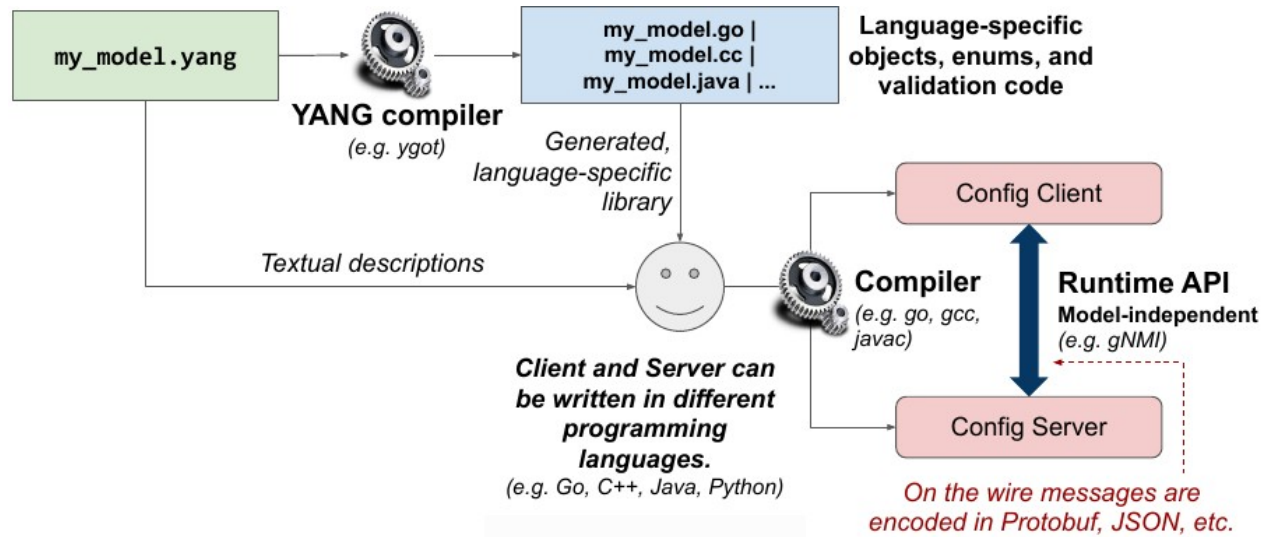 my_model.yang
my_model.go |
my_model.cc |
my_model.java | ...
Language-specific
objects, enums, and
validation code
YANG compiler
(e.g. ygot)
Generated,
language-specific
library
Textual descriptions
Config Client
Compiler
(e.g. go, gcc,
javac)
Runtime API
Model-independent
(e.g. gNMI)
Client and Server can
be written in different
programming
languages.
(e.g. Go, C++, Java, Python)
Config Server
On the wire messages are
encoded in Protobuf, JSON, etc.